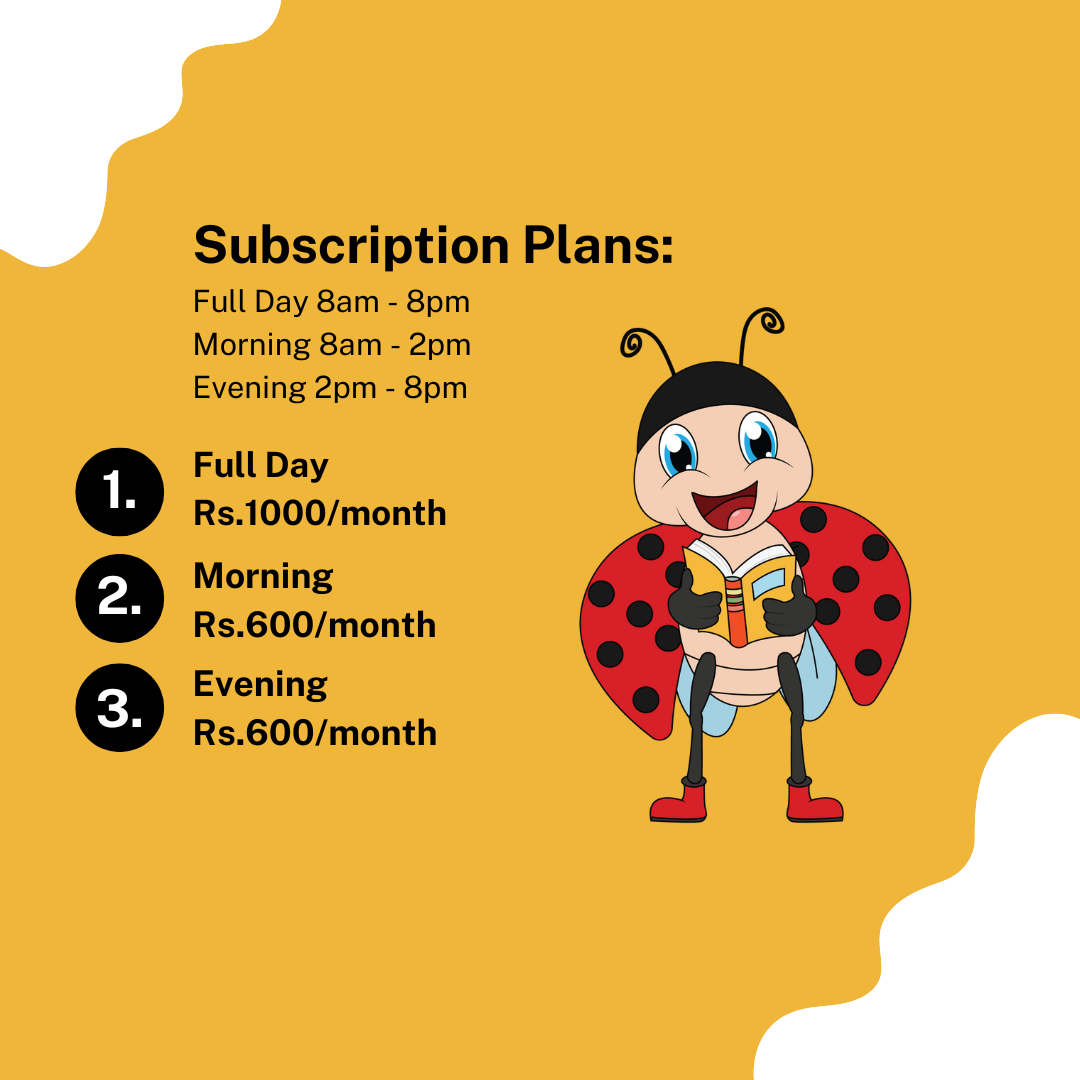 Subscription Plans:
Full Day 8am - 8pm
Morning 8am - 2pm
Evening 2pm - 8pm
1.
Full Day
Rs.1000/month
2.
Morning
Rs.600/month
3.
Evening
Rs.600/month